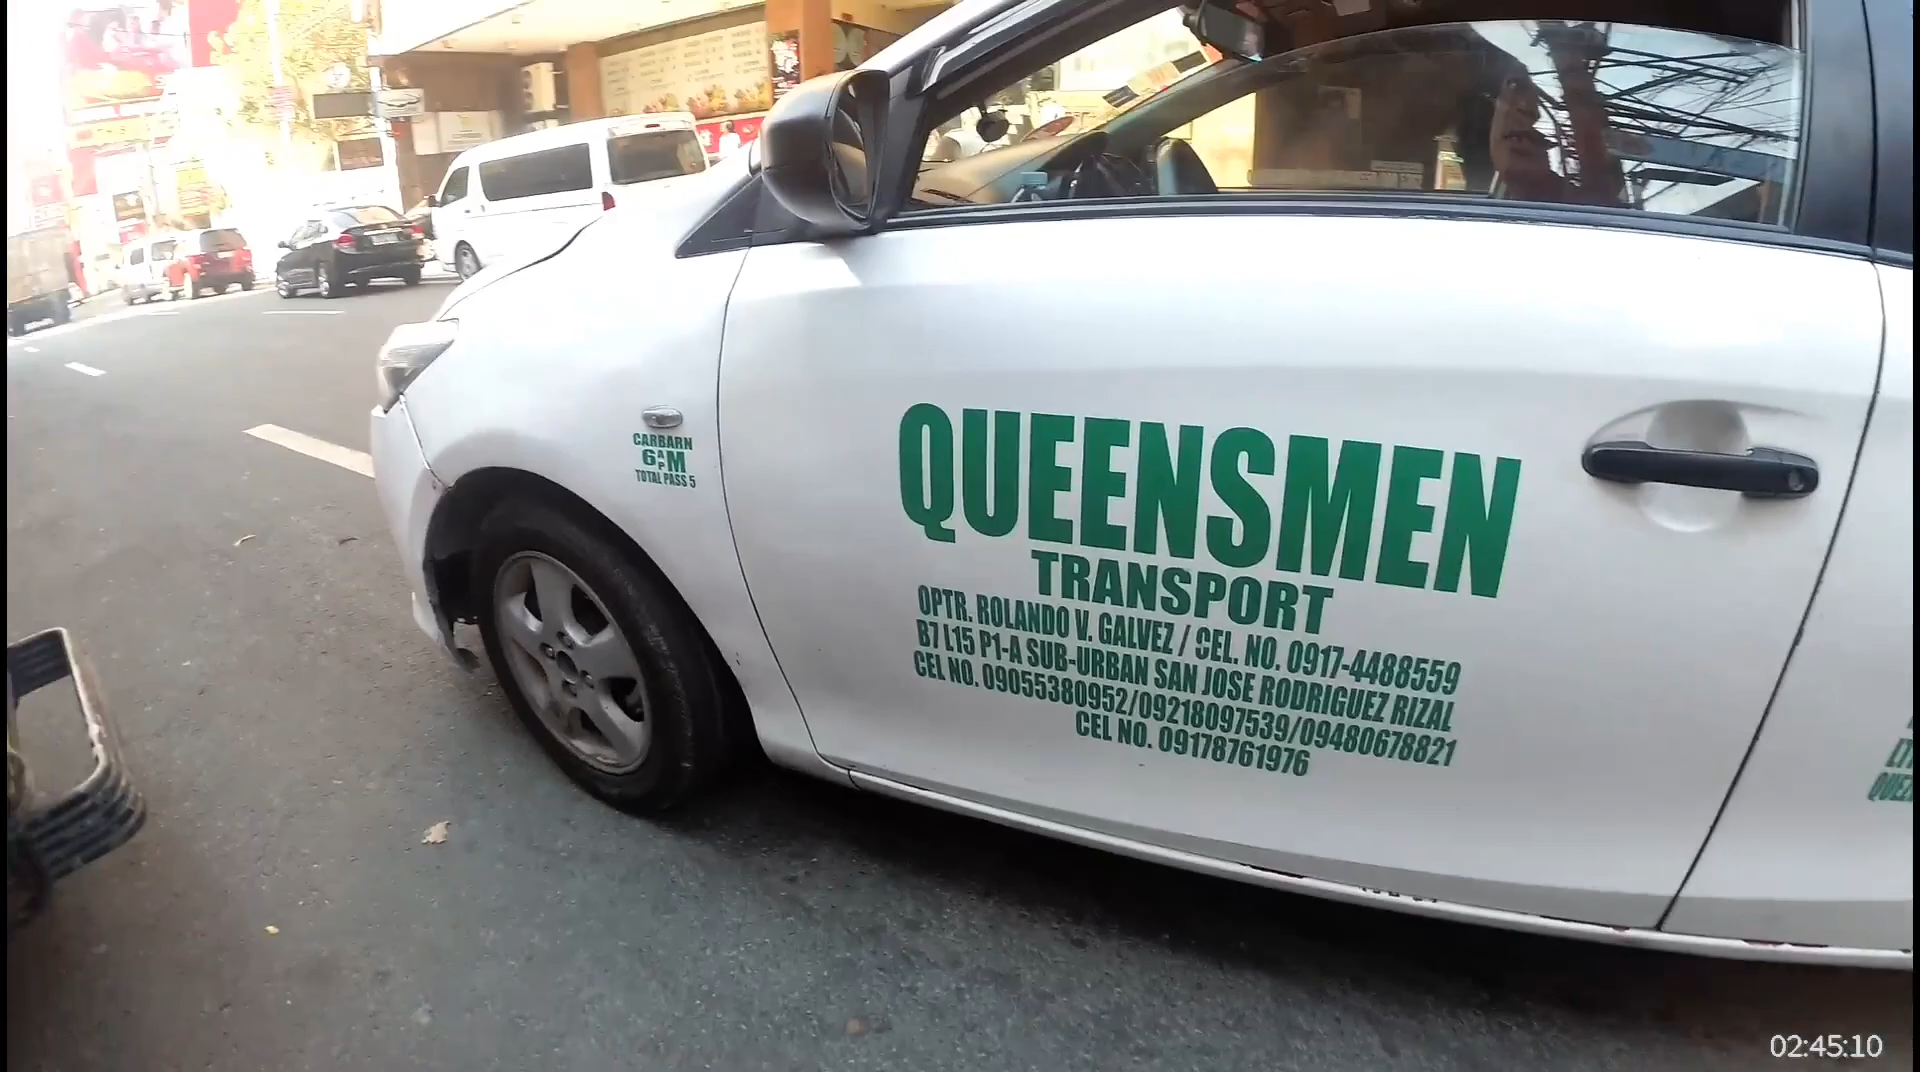 CARBARN
6 A P M
TOTAL PASS 5
QUEENSMEN
TRANSPORT
OPTR. ROLANDO V. GALVEZ / CEL. NO. 0917-4488559
B7 L15 P1-A SUB-URBAN SAN JOSE RODRIGUEZ RIZAL
CEL NO. 09055380952/09218097539/09480678821
CEL NO. 09178761976
02:45:10